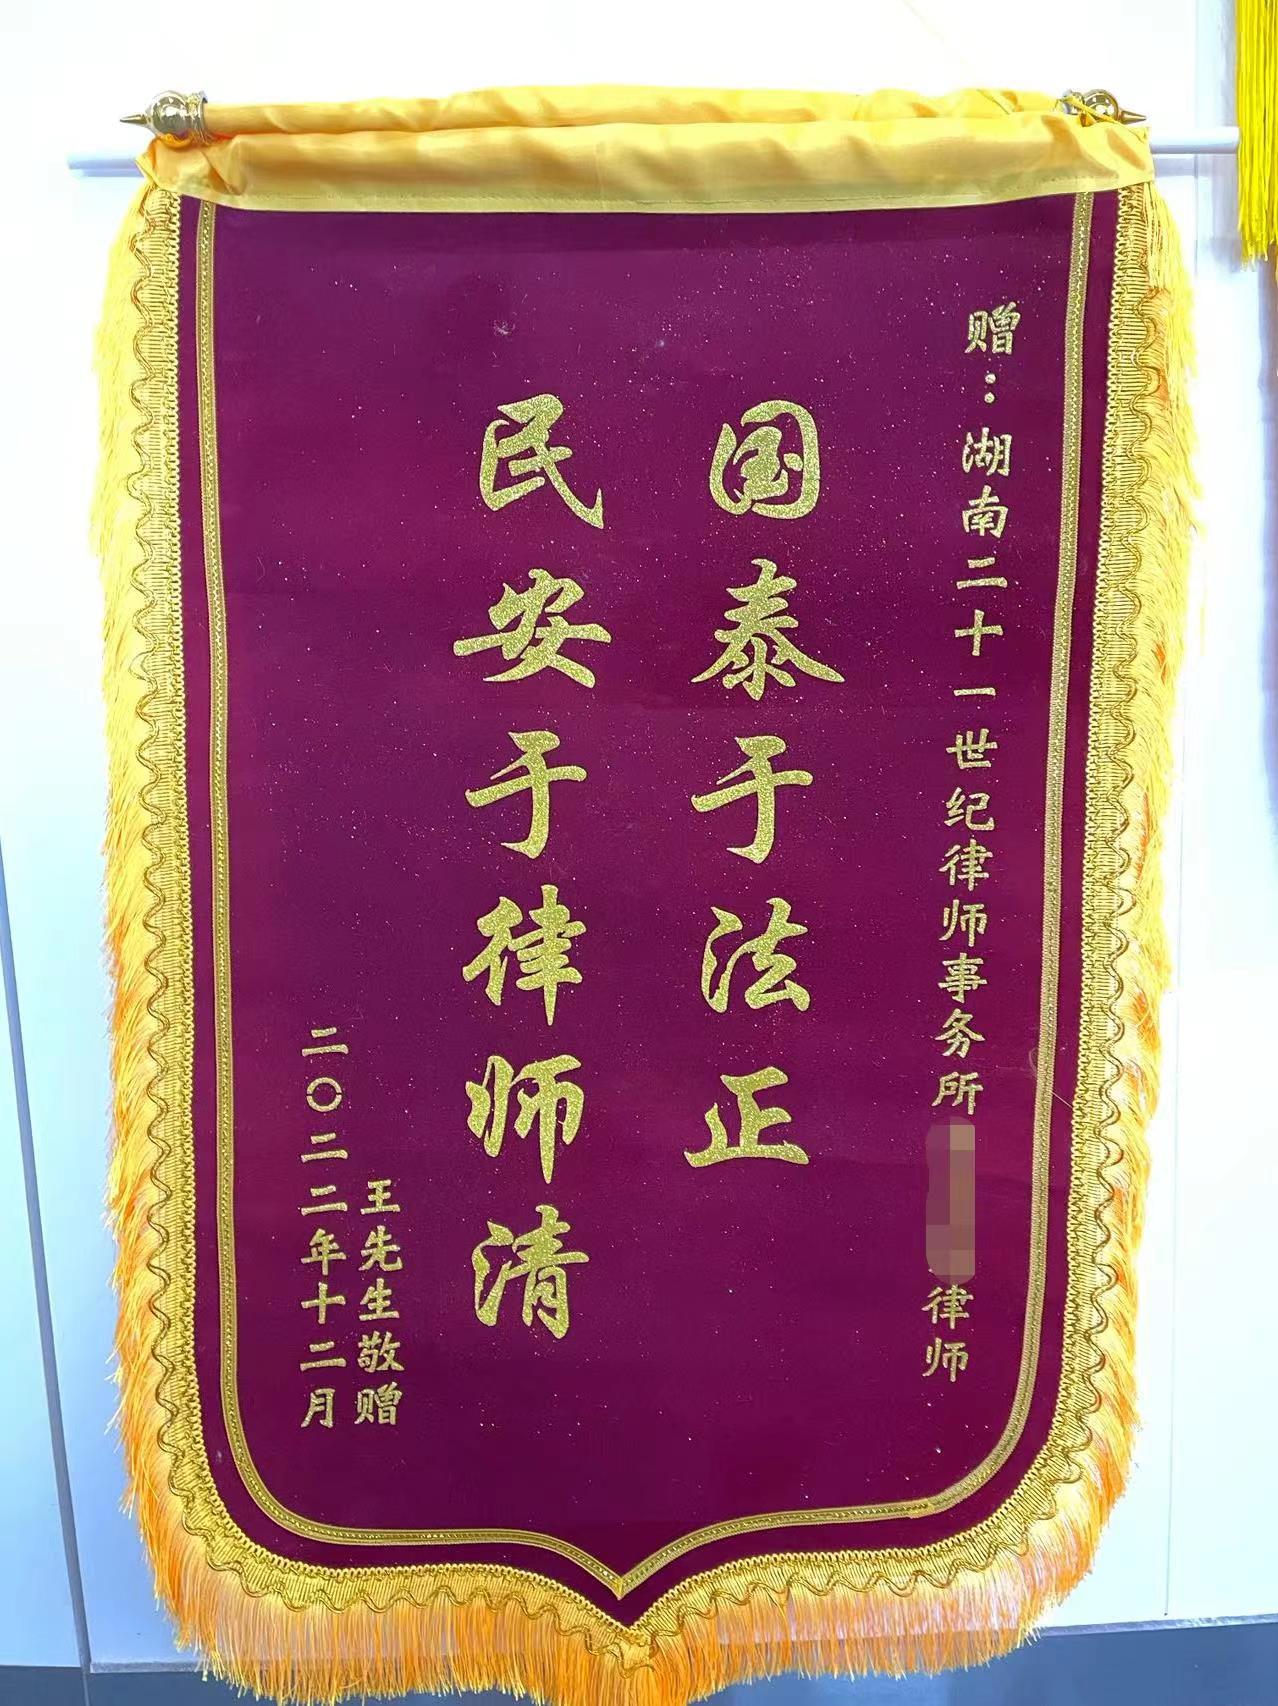 赠：湖南二十一世纪律师事务所 律师
国泰于法正
民安于律师清
王先生敬赠
二〇二二年十二月